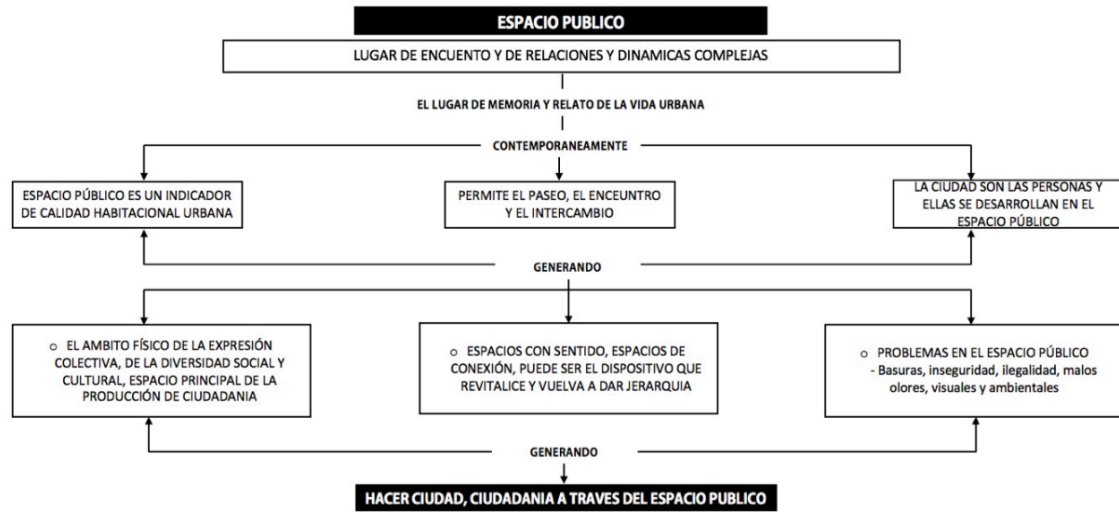 ESPACIO PUBLICO
LUGAR DE ENCUENTO Y DE RELACIONES Y DINAMICAS COMPLEJAS
EL LUGAR DE MEMORIA Y RELATO DE LA VIDA URBANA
CONTEMPORANEAMENTE
ESPACIO PÚBLICO ES UN INDICADOR
DE CALIDAD HABITACIONAL URBANA
PERMITE EL PASEO, EL ENCEUNTRO
Y EL INTERCAMBIO
LA CIUDAD SON LAS PERSONAS Y
ELLAS SE DESARROLLAN EN EL
ESPACIO PÚBLICO
GENERANDO
○ EL AMBITO FÍSICO DE LA EXPRESIÓN
COLECTIVA, DE LA DIVERSIDAD SOCIAL Y
CULTURAL, ESPACIO PRINCIPAL DE LA
PRODUCCIÓN DE CIUDADANIA
○ ESPACIOS CON SENTIDO, ESPACIOS DE
CONEXIÓN, PUEDE SER EL DISPOSITIVO QUE
REVITALICE Y VUELVA A DAR JERARQUIA
○ PROBLEMAS EN EL ESPACIO PÚBLICO
- Basuras, inseguridad, ilegalidad, malos
olores, visuales y ambientales
GENERANDO
HACER CIUDAD, CIUDADANIA A TRAVES DEL ESPACIO PUBLICO